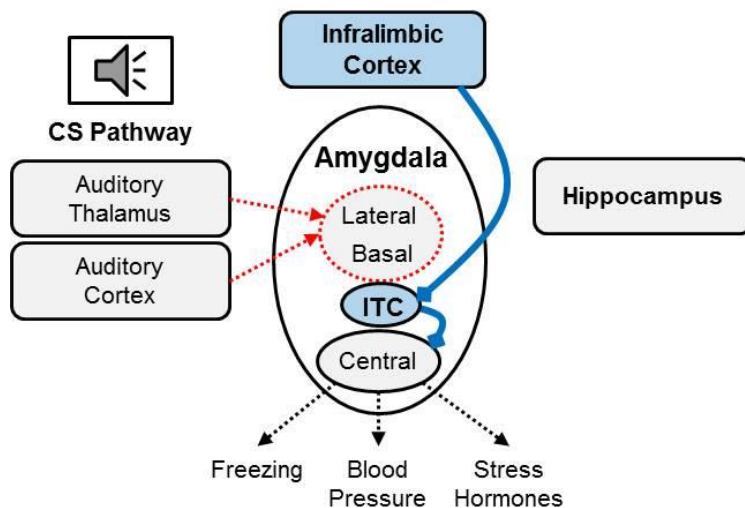 Infralimbic
Cortex
CS Pathway
Amygdala
Auditory
Thalamus
Hippocampus
Lateral
Basal
Auditory
Cortex
ITC
Central
Freezing
Blood
Pressure
Stress
Hormones